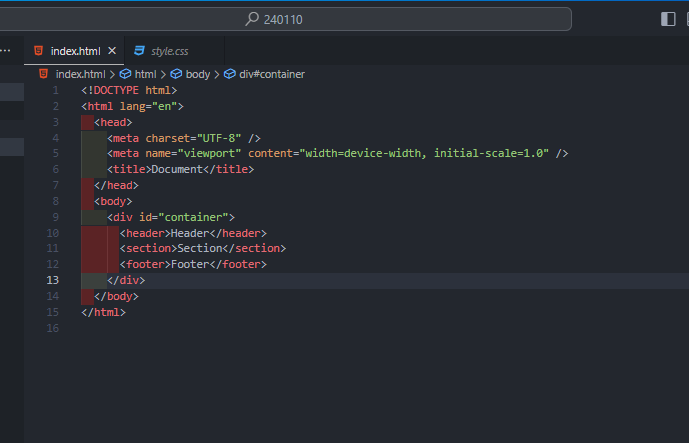 240110
index.html
style.css
index.html > html > body > div#container
1 <!DOCTYPE html>
2 <html lang="en">
3 <head>
4 <meta charset="UTF-8" />
5 <meta name="viewport" content="width=device-width, initial-scale=1.0" />
6 <title>Document</title>
7 </head>
8 <body>
9 <div id="container">
10 <header>Header</header>
11 <section>Section</section>
12 <footer>Footer</footer>
13 </div>
14 </body>
15 </html>
16